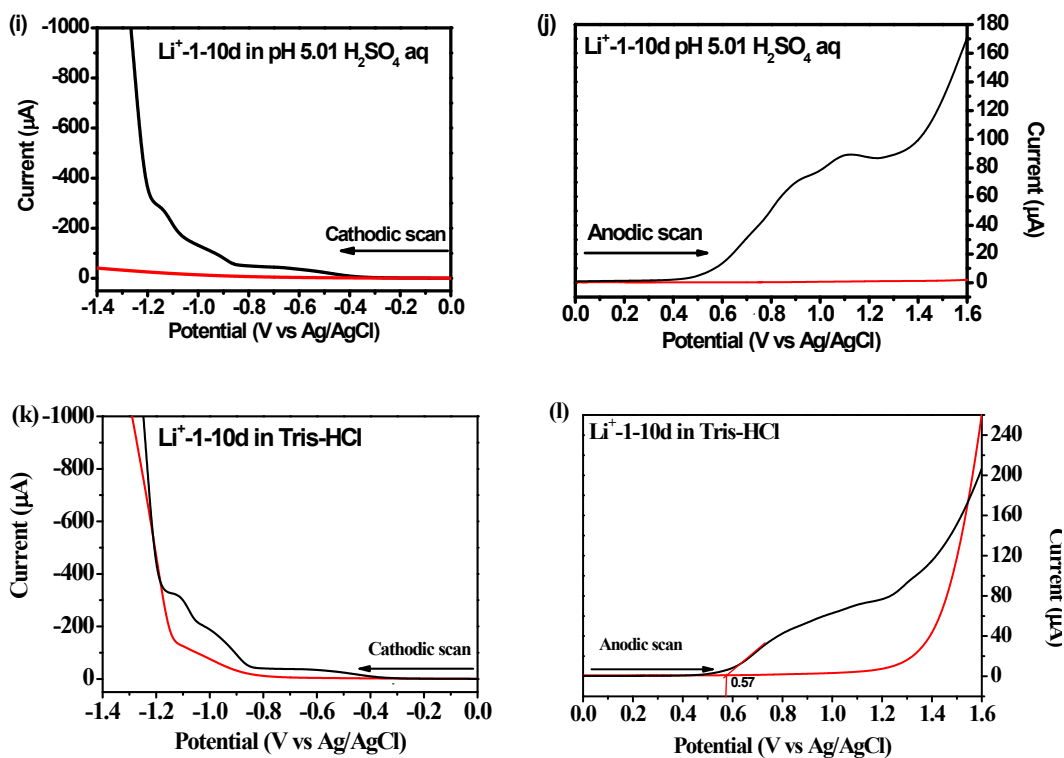 (i)
Li⁺-1-10d in pH 5.01 H₂SO₄ aq
Cathodic scan
Current (µA)
-1000
-800
-600
-400
-200
0
-1.4 -1.2 -1.0 -0.8 -0.6 -0.4 -0.2 0.0
Potential (V vs Ag/AgCl)
(j)
Li⁺-1-10d pH 5.01 H₂SO₄ aq
Anodic scan
180
160
140
120
100
80
60
40
20
0
Current (µA)
0.0 0.2 0.4 0.6 0.8 1.0 1.2 1.4 1.6
Potential (V vs Ag/AgCl)
(k)
Li⁺-1-10d in Tris-HCl
Cathodic scan
Current (µA)
-1000
-800
-600
-400
-200
0
-1.4 -1.2 -1.0 -0.8 -0.6 -0.4 -0.2 0.0
Potential (V vs Ag/AgCl)
(l)
Li⁺-1-10d in Tris-HCl
Anodic scan
0.57
240
200
160
120
80
40
0
Current (µA)
0.0 0.2 0.4 0.6 0.8 1.0 1.2 1.4 1.6
Potential (V vs Ag/AgCl)